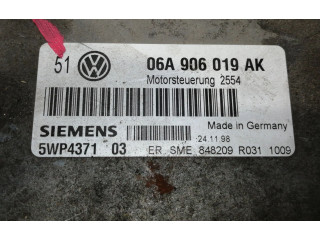 51 06A 906 019 AK
Motorsteuerung 2554
Made in Germany
SIEMENS 24.11.98
5WP4371 03 ER SME 848209 R031 1009